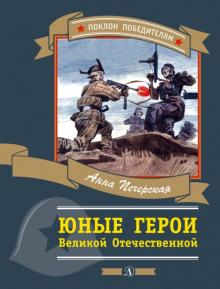 ПОКЛОН ПОБЕДИТЕЛЯМ
Анна Печерская
ЮНЫЕ ГЕРОИ
Великой Отечественной